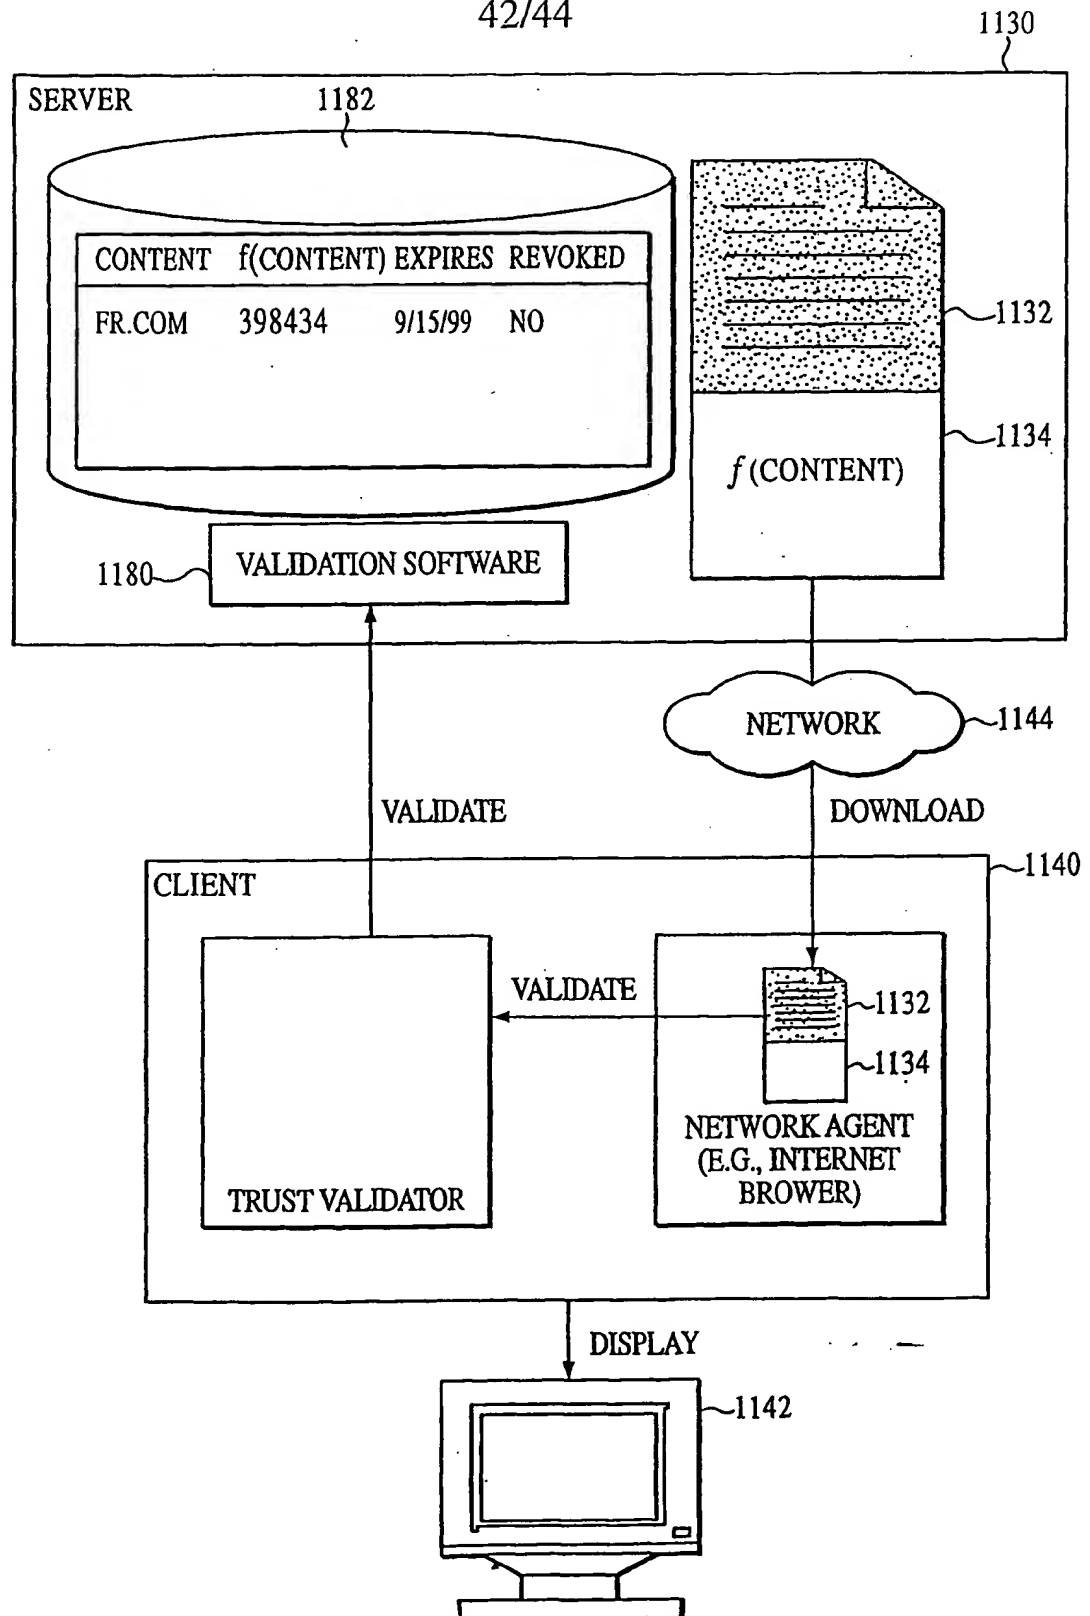 42/44
1130
SERVER
1182
CONTENT f(CONTENT) EXPIRES REVOKED
FR.COM 398434 9/15/99 NO
1132
1134
f (CONTENT)
1180
VALIDATION SOFTWARE
NETWORK
1144
VALIDATE
DOWNLOAD
1140
CLIENT
VALIDATE
1132
1134
NETWORK AGENT
(E.G., INTERNET
BROWER)
TRUST VALIDATOR
DISPLAY
1142